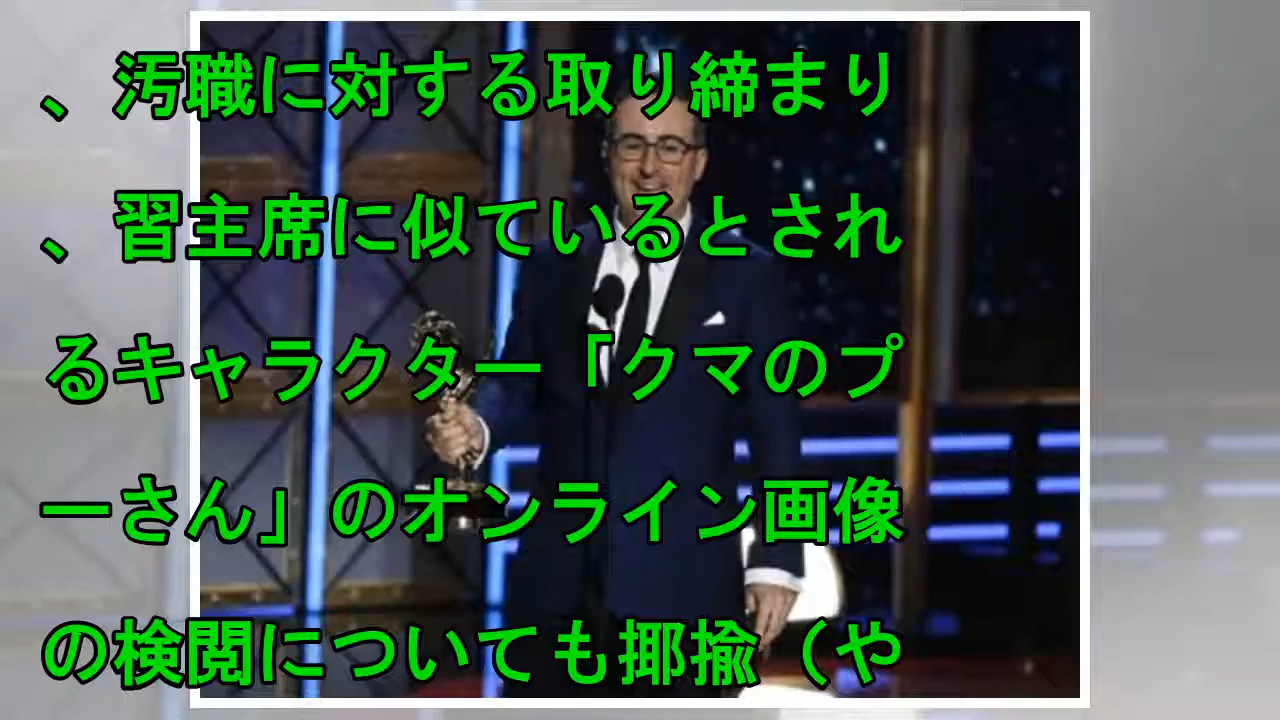 、汚職に対する取り締まり
、習主席に似ているとされ
るキャラクター「クマのプ
ーさん」のオンライン画像
の検閲についても揶揄（や